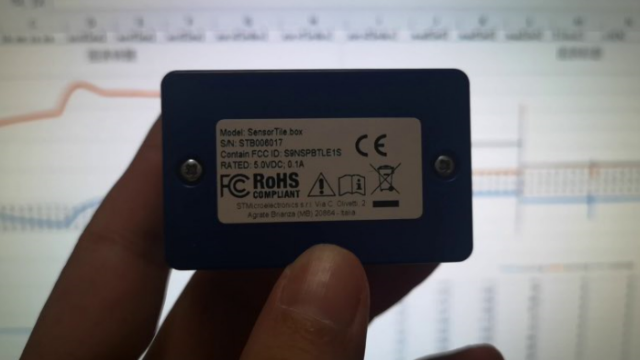 Model: SensorTile.box
S/N: STB006017
Contain FCC ID: S9NSPBTLE1S
RATED: 5.0VDC; 0.1A
CE
FC RoHS
COMPLIANT
STMicroelectronics s.r.l. Via C. Olivetti, 2
Agrate Brianza (MB) 20864 - Italia